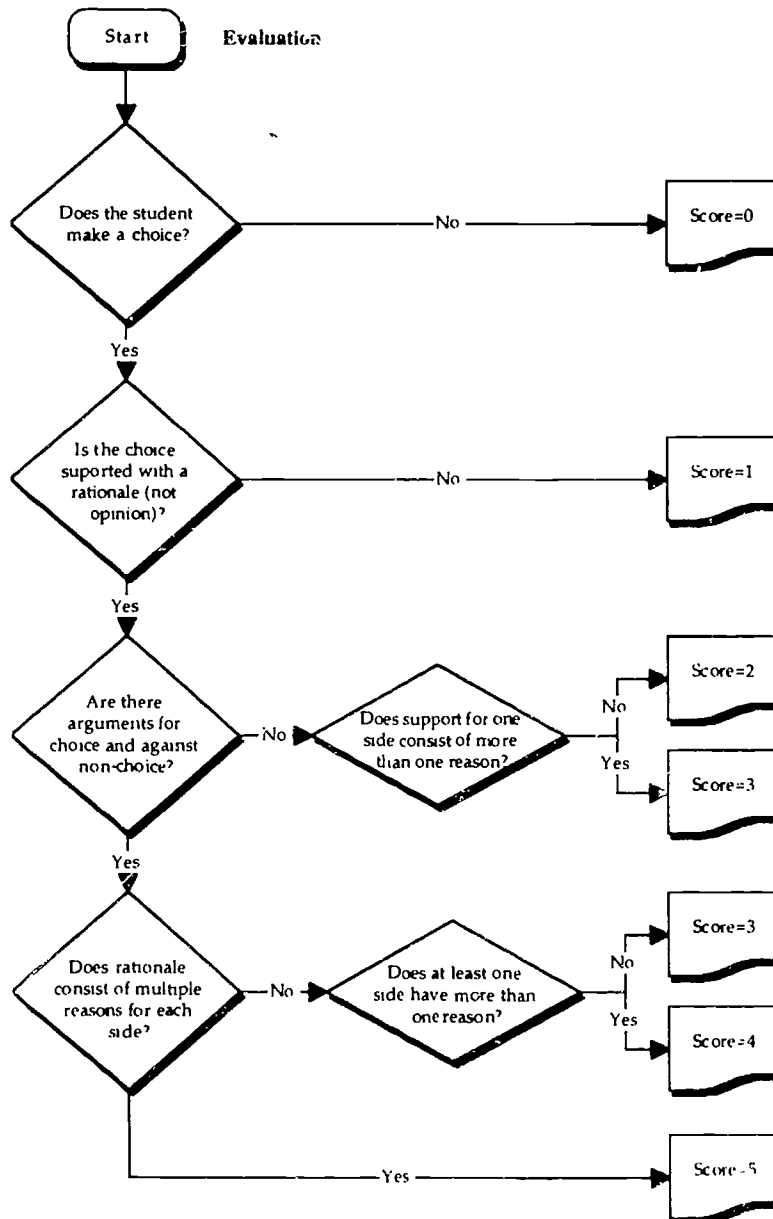 Start
Evaluation
Does the student
make a choice?
No
Score=0
Yes
Is the choice
suported with a
rationale (not
opinion)?
No
Score=1
Yes
Are there
arguments for
choice and against
non-choice?
No
Does support for one
side consist of more
than one reason?
No
Score=2
Yes
Score=3
Yes
Does rationale
consist of multiple
reasons for each
side?
No
Does at least one
side have more than
one reason?
No
Score=3
Yes
Score=4
Yes
Score=5